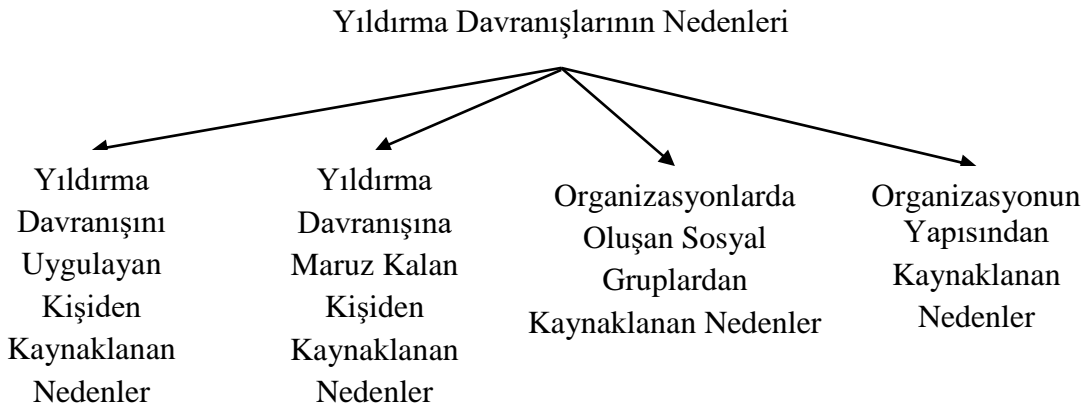 Yıldırma Davranışlarının Nedenleri
Yıldırma
Davranışını
Uygulayan
Kişiden
Kaynaklanan
Nedenler
Yıldırma
Davranışına
Maruz Kalan
Kişiden
Kaynaklanan
Nedenler
Organizasyonlarda
Oluşan Sosyal
Gruplardan
Kaynaklanan Nedenler
Organizasyonun
Yapısından
Kaynaklanan
Nedenler